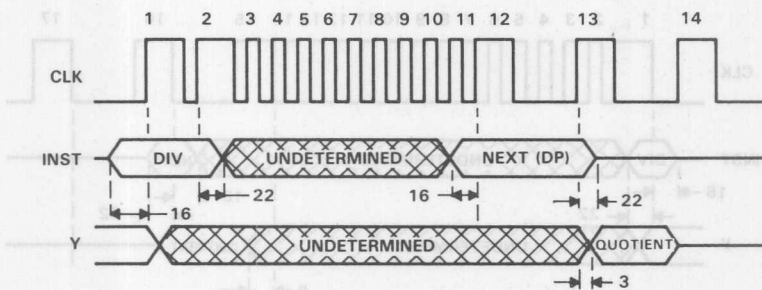 1 2 3 4 5 6 7 8 9 10 11 12 13 14
CLK
INST DIV UNDETERMINED NEXT (DP)
16 22 16 22
Y UNDETERMINED QUOTIENT
3